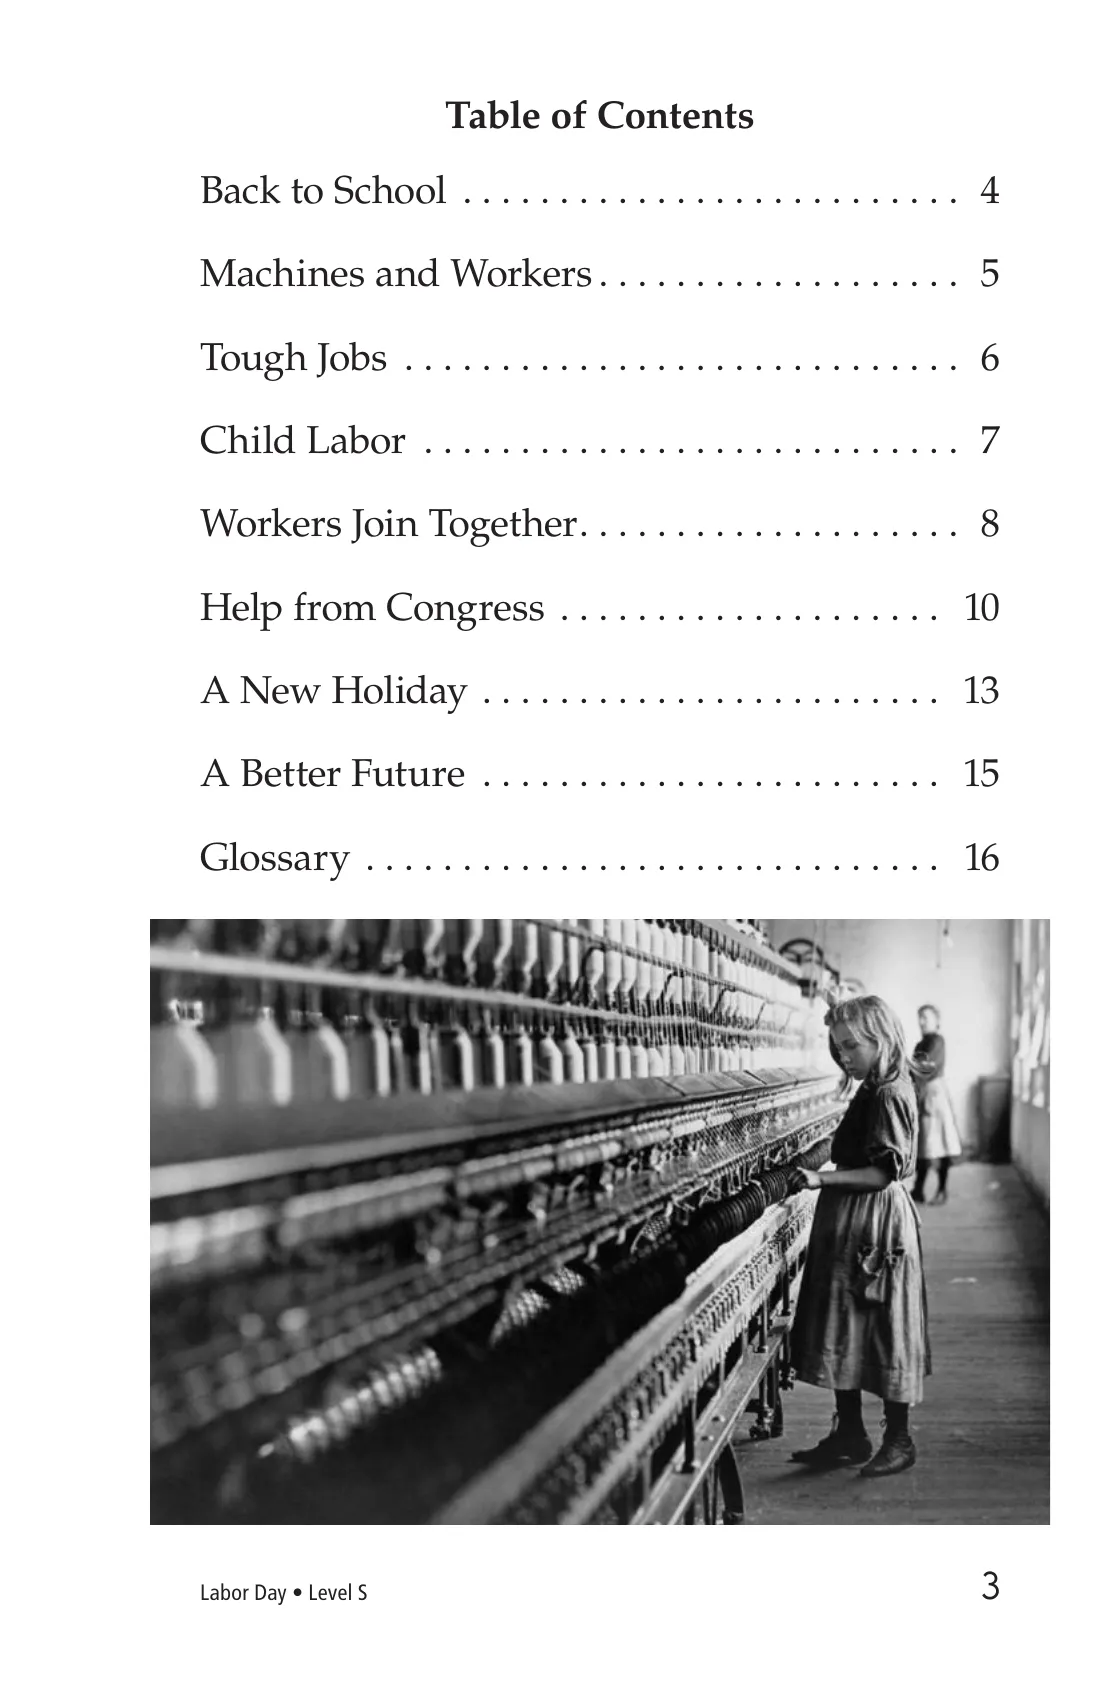 Table of Contents
Back to School . . . . . . . . . . . . . . . . . . . . . . . . . . 4
Machines and Workers . . . . . . . . . . . . . . . . . . . 5
Tough Jobs . . . . . . . . . . . . . . . . . . . . . . . . . . . . . 6
Child Labor . . . . . . . . . . . . . . . . . . . . . . . . . . . . 7
Workers Join Together. . . . . . . . . . . . . . . . . . . . 8
Help from Congress . . . . . . . . . . . . . . . . . . . . 10
A New Holiday . . . . . . . . . . . . . . . . . . . . . . . . 13
A Better Future . . . . . . . . . . . . . . . . . . . . . . . . 15
Glossary . . . . . . . . . . . . . . . . . . . . . . . . . . . . . . 16
Labor Day • Level S 3